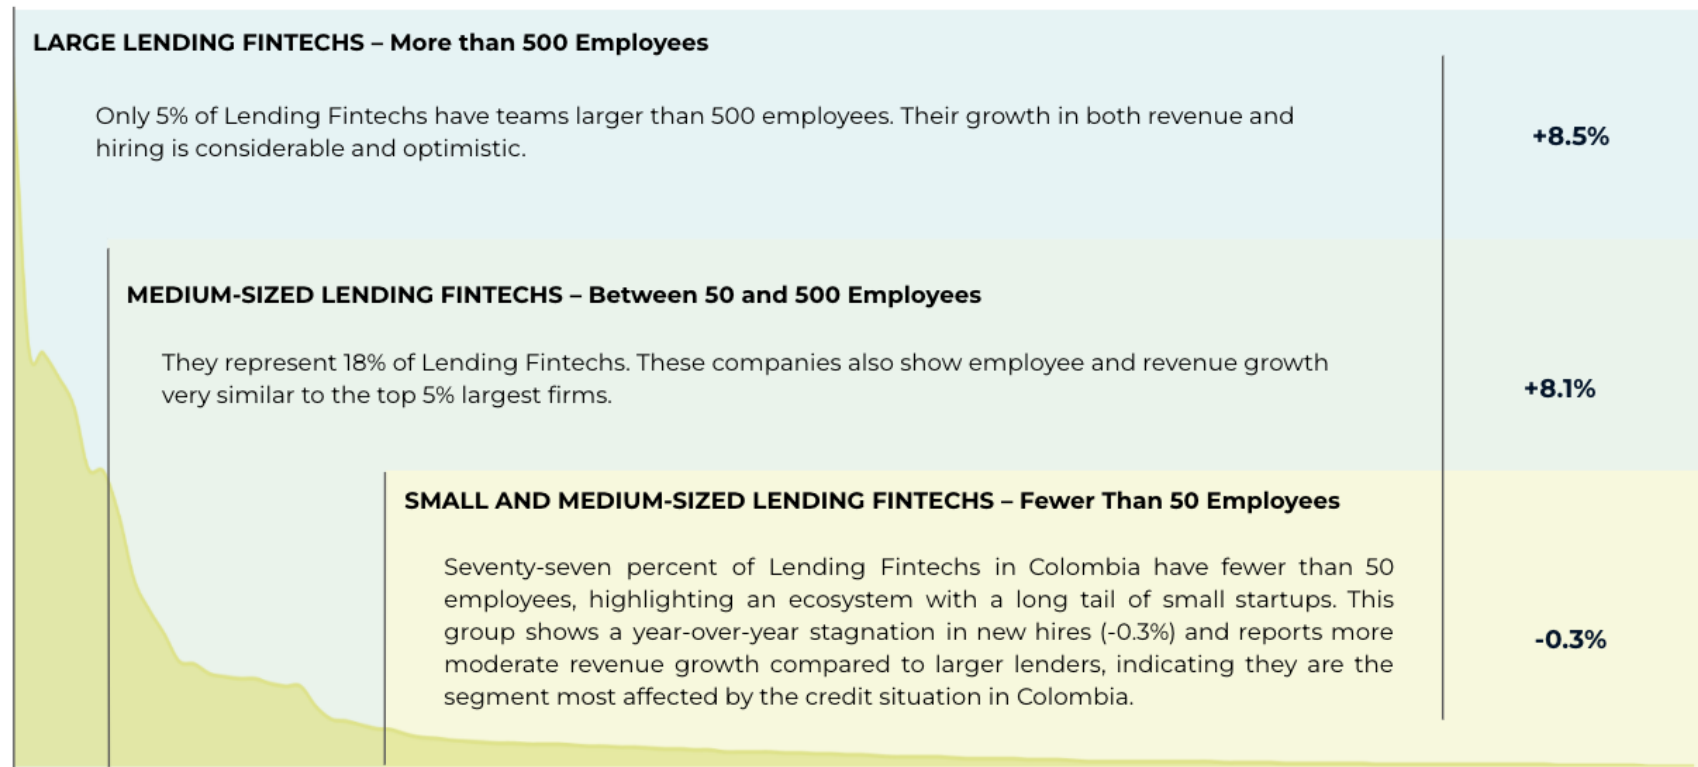 LARGE LENDING FINTECHS – More than 500 Employees
Only 5% of Lending Fintechs have teams larger than 500 employees. Their growth in both revenue and
hiring is considerable and optimistic.
+8.5%
MEDIUM-SIZED LENDING FINTECHS – Between 50 and 500 Employees
They represent 18% of Lending Fintechs. These companies also show employee and revenue growth
very similar to the top 5% largest firms.
+8.1%
SMALL AND MEDIUM-SIZED LENDING FINTECHS – Fewer Than 50 Employees
Seventy-seven percent of Lending Fintechs in Colombia have fewer than 50
employees, highlighting an ecosystem with a long tail of small startups. This
group shows a year-over-year stagnation in new hires (-0.3%) and reports more
moderate revenue growth compared to larger lenders, indicating they are the
segment most affected by the credit situation in Colombia.
-0.3%